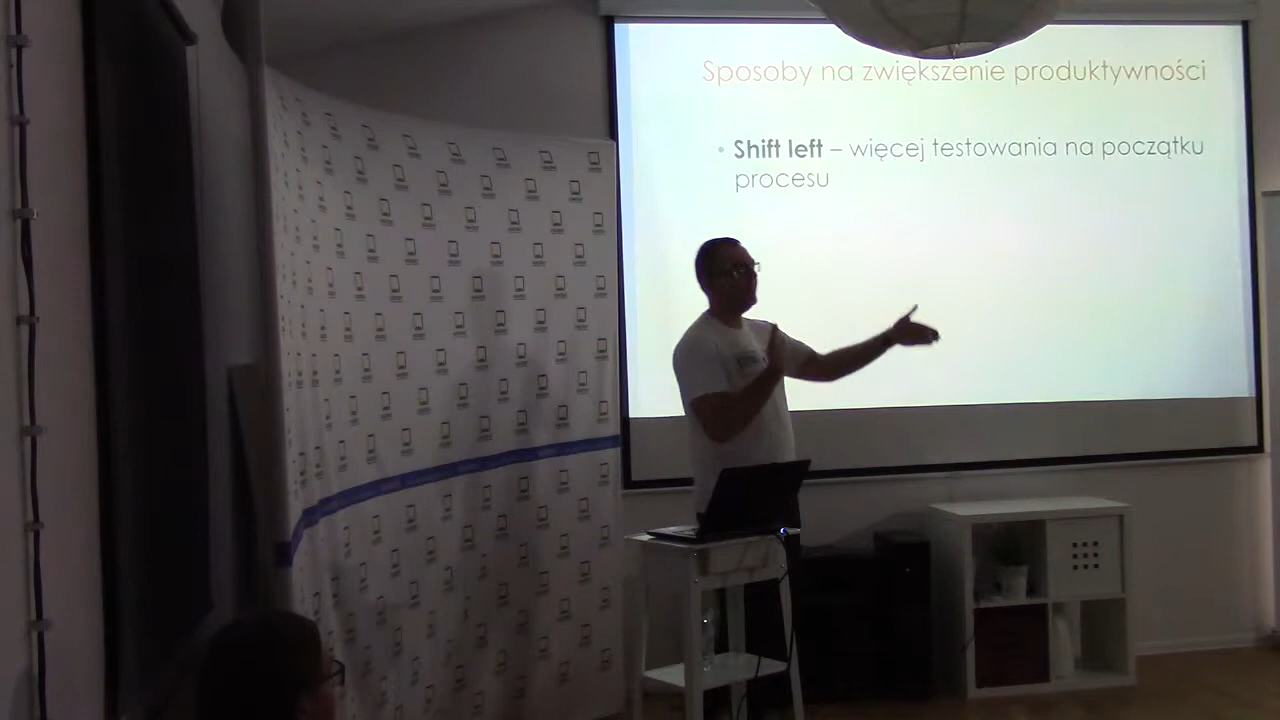 Sposoby na zwiększenie produktywności
• Shift left – więcej testowania na początku
procesu